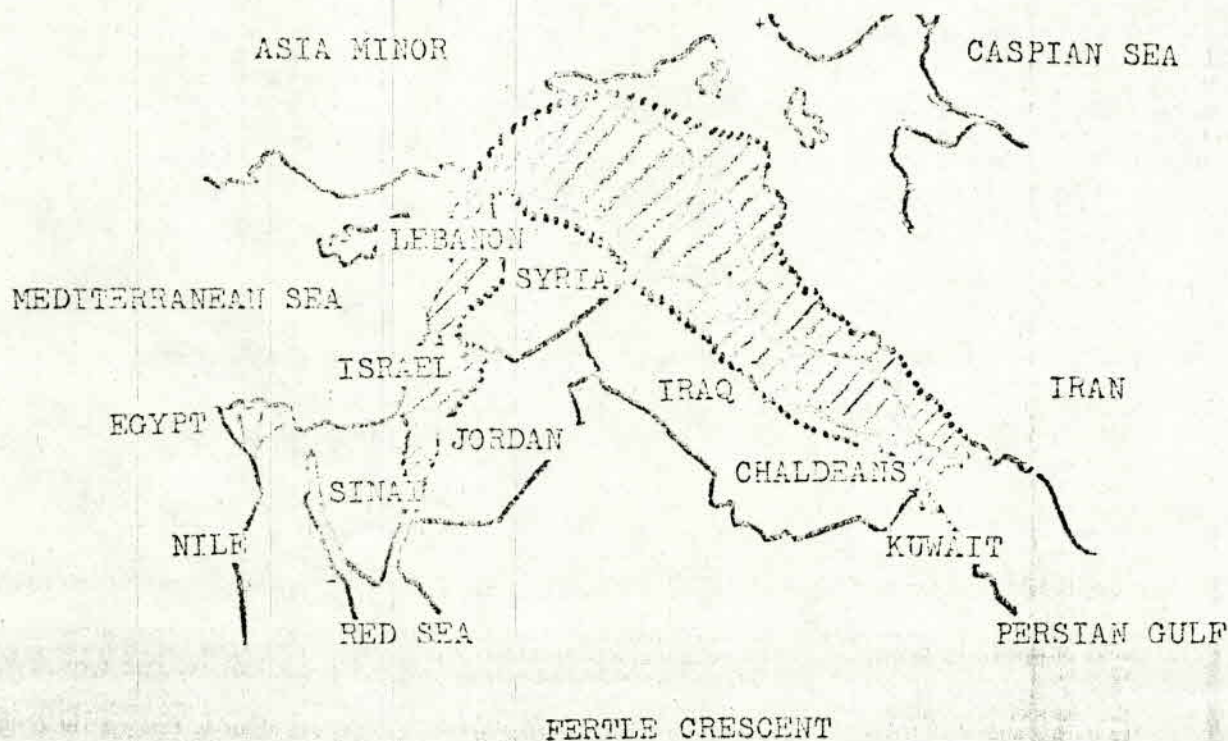 ASIA MINOR
CASPIAN SEA
LEBANON
SYRIA
MEDITERRANEAN SEA
ISRAEL
IRAQ
IRAN
EGYPT
JORDAN
CHALDEANS
SINAI
NILE
KUWAIT
RED SEA
PERSIAN GULF
FERTLE CRESCENT